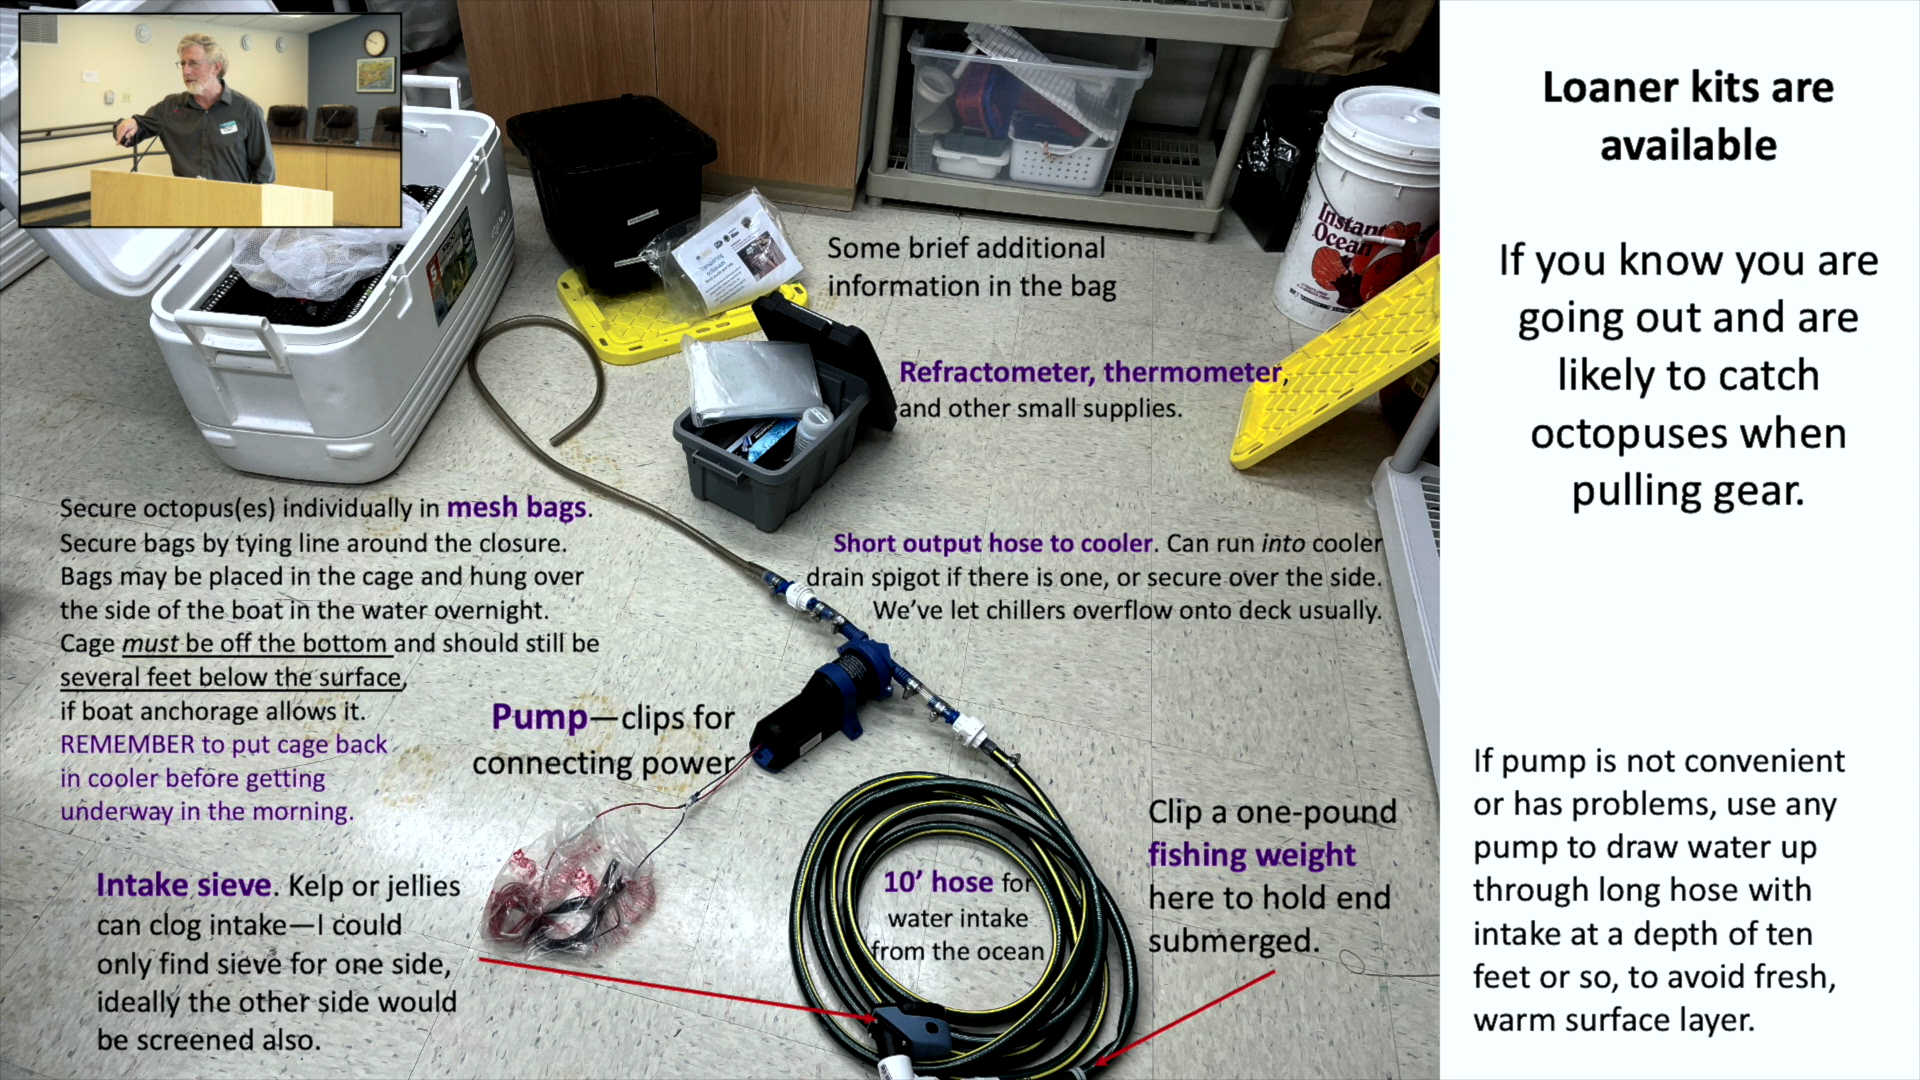 Loaner kits are
available
If you know you are
going out and are
likely to catch
octopuses when
pulling gear.
If pump is not convenient
or has problems, use any
pump to draw water up
through long hose with
intake at a depth of ten
feet or so, to avoid fresh,
warm surface layer.
Some brief additional
information in the bag
Refractometer, thermometer,
and other small supplies.
Instant
Ocean
Transporting
octopuses
Secure octopus(es) individually in mesh bags.
Secure bags by tying line around the closure.
Bags may be placed in the cage and hung over
the side of the boat in the water overnight.
Cage must be off the bottom and should still be
several feet below the surface,
if boat anchorage allows it.
REMEMBER to put cage back
in cooler before getting
underway in the morning.
Short output hose to cooler. Can run into cooler
drain spigot if there is one, or secure over the side.
We've let chillers overflow onto deck usually.
Pump—clips for
connecting power
Intake sieve. Kelp or jellies
can clog intake—I could
only find sieve for one side,
ideally the other side would
be screened also.
10' hose for
water intake
from the ocean
Clip a one-pound
fishing weight
here to hold end
submerged.